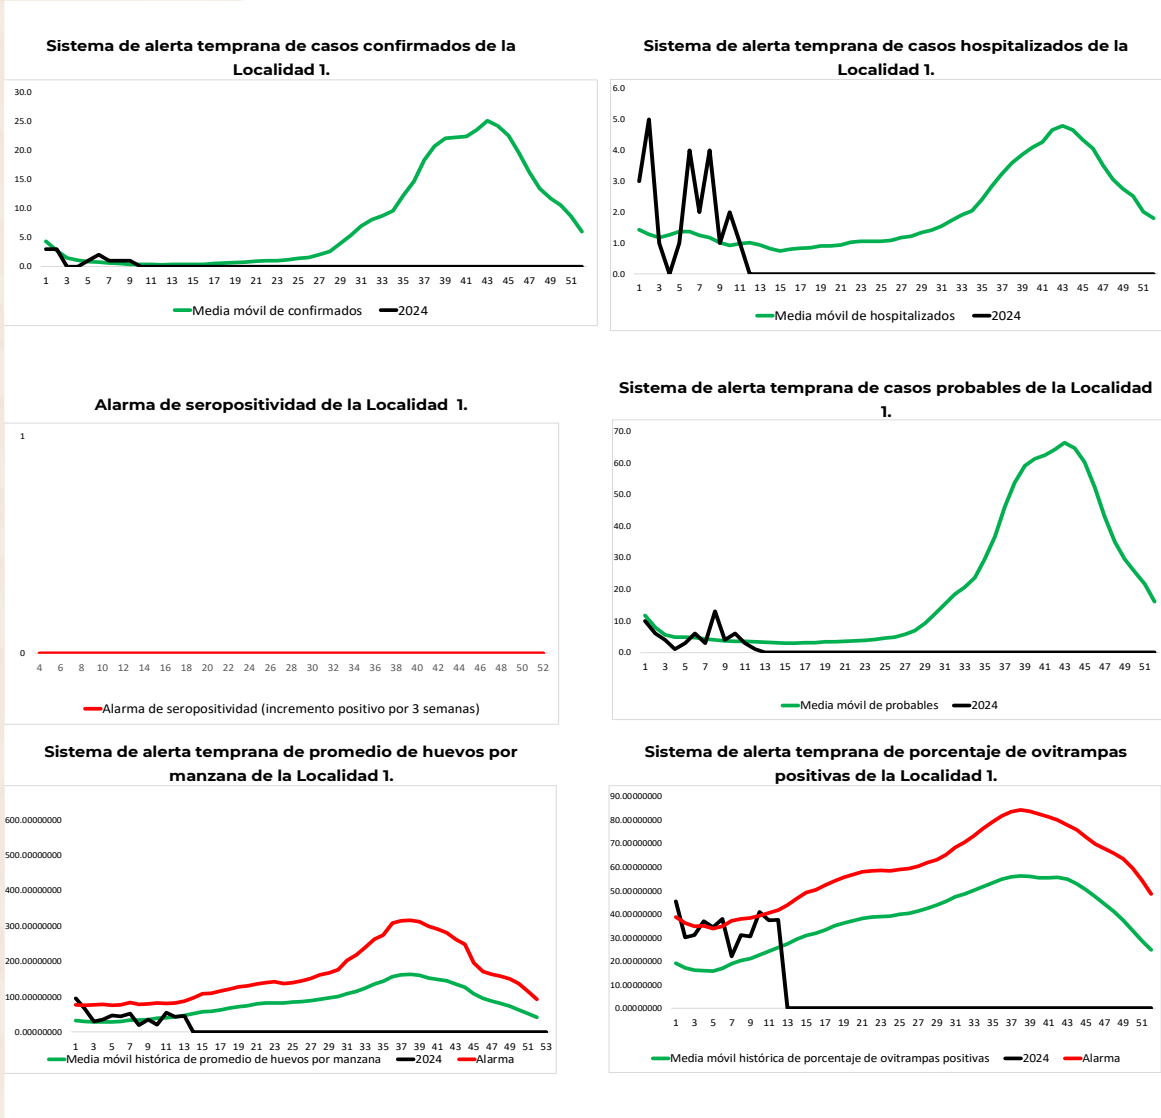 Sistema de alerta temprana de casos confirmados de la
Localidad 1.
30.0
25.0
20.0
15.0
10.0
5.0
0.0
1 3 5 7 9 11 13 15 17 19 21 23 25 27 29 31 33 35 37 39 41 43 45 47 49 51
Media móvil de confirmados 2024
Sistema de alerta temprana de casos hospitalizados de la
Localidad 1.
6.0
5.0
4.0
3.0
2.0
1.0
0.0
1 3 5 7 9 11 13 15 17 19 21 23 25 27 29 31 33 35 37 39 41 43 45 47 49 51
Media móvil de hospitalizados 2024
Alarma de seropositividad de la Localidad 1.
1
0
4 6 8 10 12 14 16 18 20 22 24 26 28 30 32 34 36 38 40 42 44 46 48 50 52
Alarma de seropositividad (incremento positivo por 3 semanas)
Sistema de alerta temprana de casos probables de la Localidad
1.
70.0
60.0
50.0
40.0
30.0
20.0
10.0
0.0
1 3 5 7 9 11 13 15 17 19 21 23 25 27 29 31 33 35 37 39 41 43 45 47 49 51
Media móvil de probables 2024
Sistema de alerta temprana de promedio de huevos por
manzana de la Localidad 1.
600.00000000
500.00000000
400.00000000
300.00000000
200.00000000
100.00000000
0.00000000
1 3 5 7 9 11 13 15 17 19 21 23 25 27 29 31 33 35 37 39 41 43 45 47 49 51 53
Media móvil histórica de promedio de huevos por manzana 2024 Alarma
Sistema de alerta temprana de porcentaje de ovitrampas
positivas de la Localidad 1.
90.00000000
80.00000000
70.00000000
60.00000000
50.00000000
40.00000000
30.00000000
20.00000000
10.00000000
0.00000000
1 3 5 7 9 11 13 15 17 19 21 23 25 27 29 31 33 35 37 39 41 43 45 47 49 51
Media móvil histórica de porcentaje de ovitrampas positivas 2024 Alarma